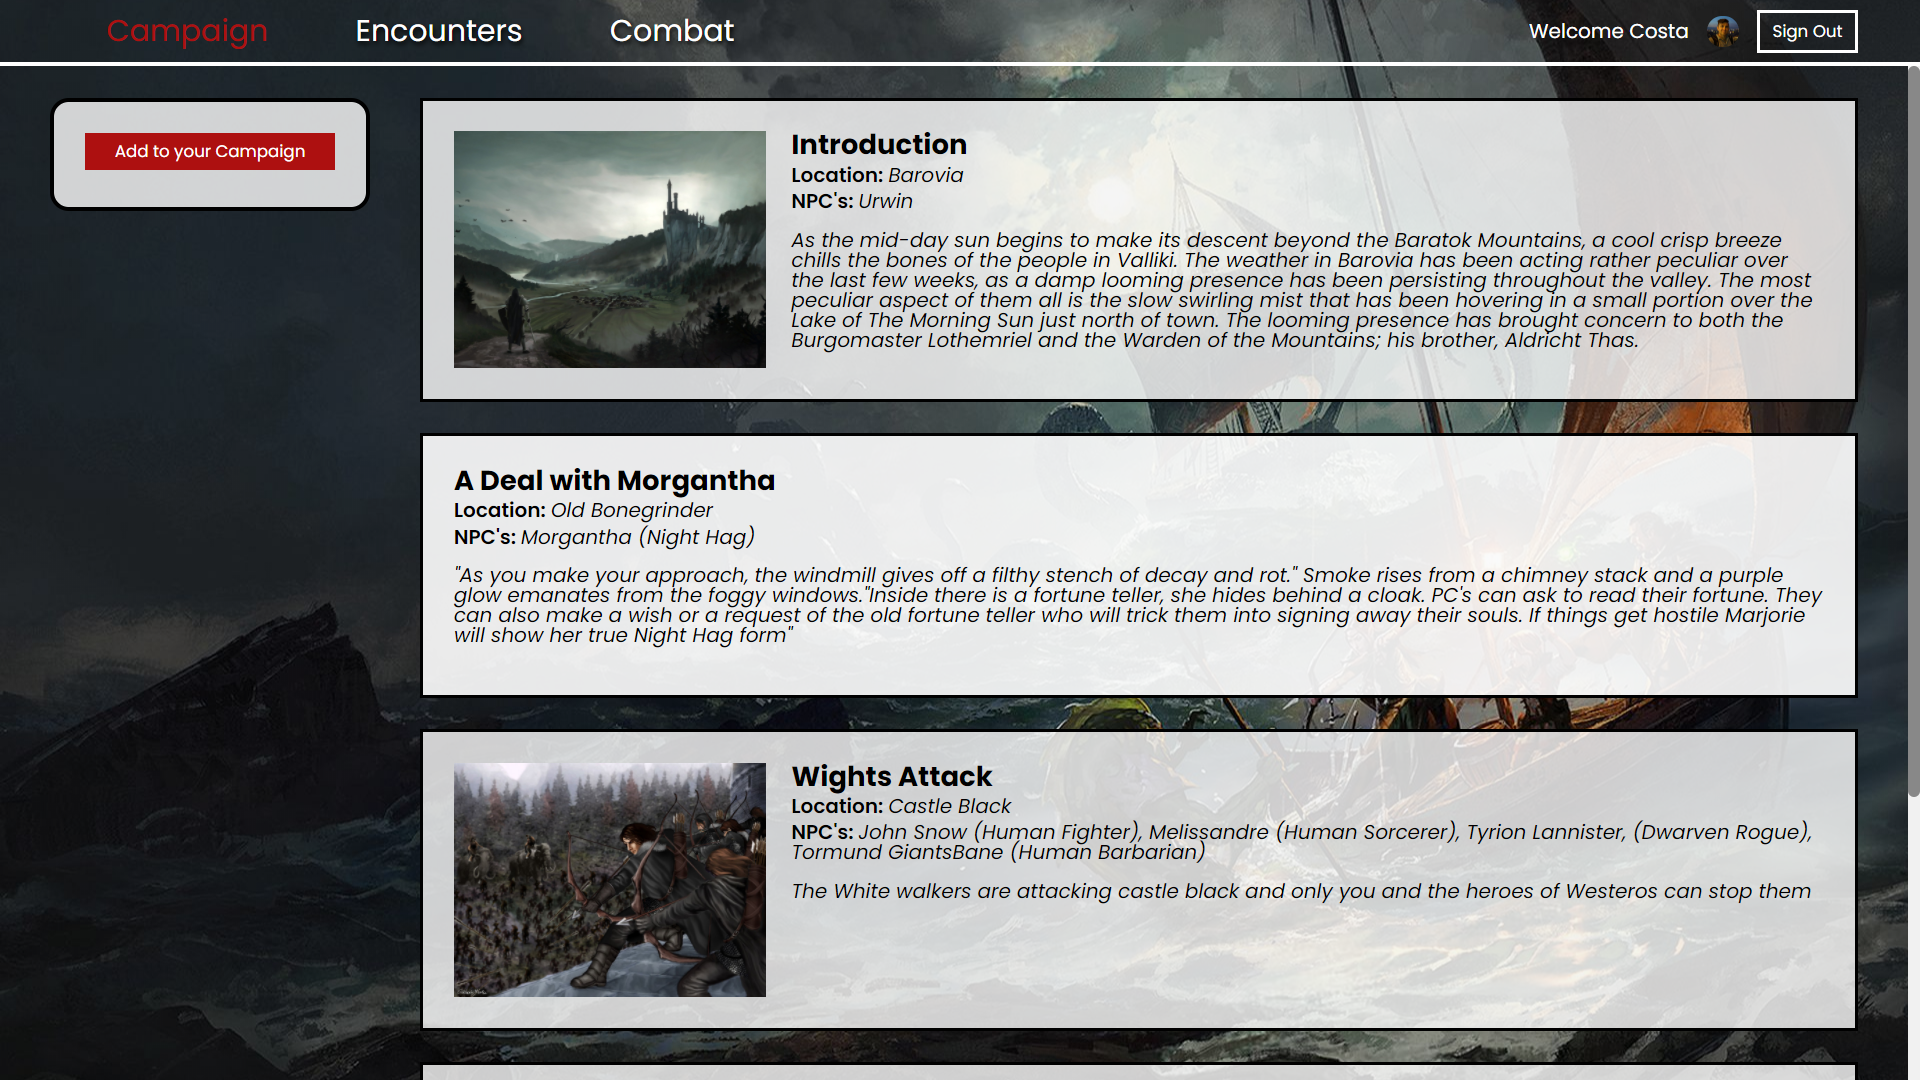 Campaign
Encounters
Combat
Welcome Costa
Sign Out
Add to your Campaign
Introduction
Location: Barovia
NPC's: Urwin
As the mid-day sun begins to make its descent beyond the Baratok Mountains, a cool crisp breeze
chills the bones of the people in Valliki. The weather in Barovia has been acting rather peculiar over
the last few weeks, as a damp looming presence has been persisting throughout the valley. The most
peculiar aspect of them all is the slow swirling mist that has been hovering in a small portion over the
Lake of The Morning Sun just north of town. The looming presence has brought concern to both the
Burgomaster Lothemriel and the Warden of the Mountains; his brother, Aldricht Thas.
A Deal with Morgantha
Location: Old Bonegrinder
NPC's: Morgantha (Night Hag)
"As you make your approach, the windmill gives off a filthy stench of decay and rot." Smoke rises from a chimney stack and a purple
glow emanates from the foggy windows."Inside there is a fortune teller, she hides behind a cloak. PC's can ask to read their fortune. They
can also make a wish or a request of the old fortune teller who will trick them into signing away their souls. If things get hostile Marjorie
will show her true Night Hag form"
Wights Attack
Location: Castle Black
NPC's: John Snow (Human Fighter), Melissandre (Human Sorcerer), Tyrion Lannister, (Dwarven Rogue),
Tormund GiantsBane (Human Barbarian)
The White walkers are attacking castle black and only you and the heroes of Westeros can stop them